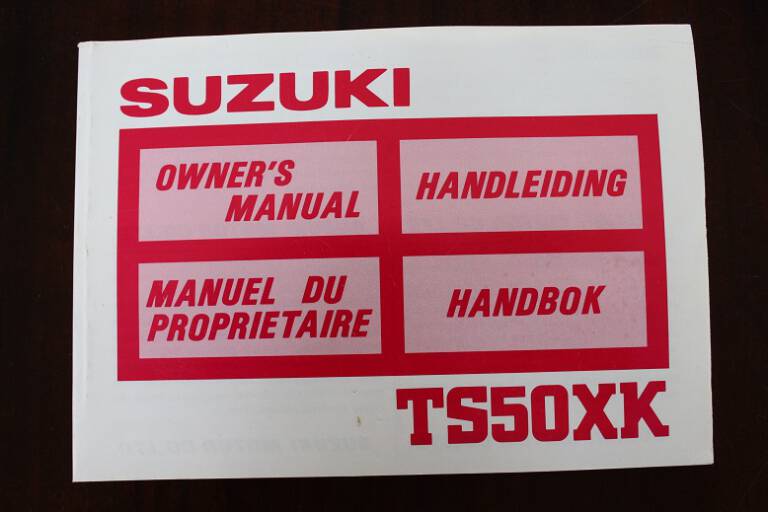 SUZUKI
OWNER'S
MANUAL
HANDLEIDING
MANUEL DU
PROPRIETAIRE
HANDBOK
TS50XK